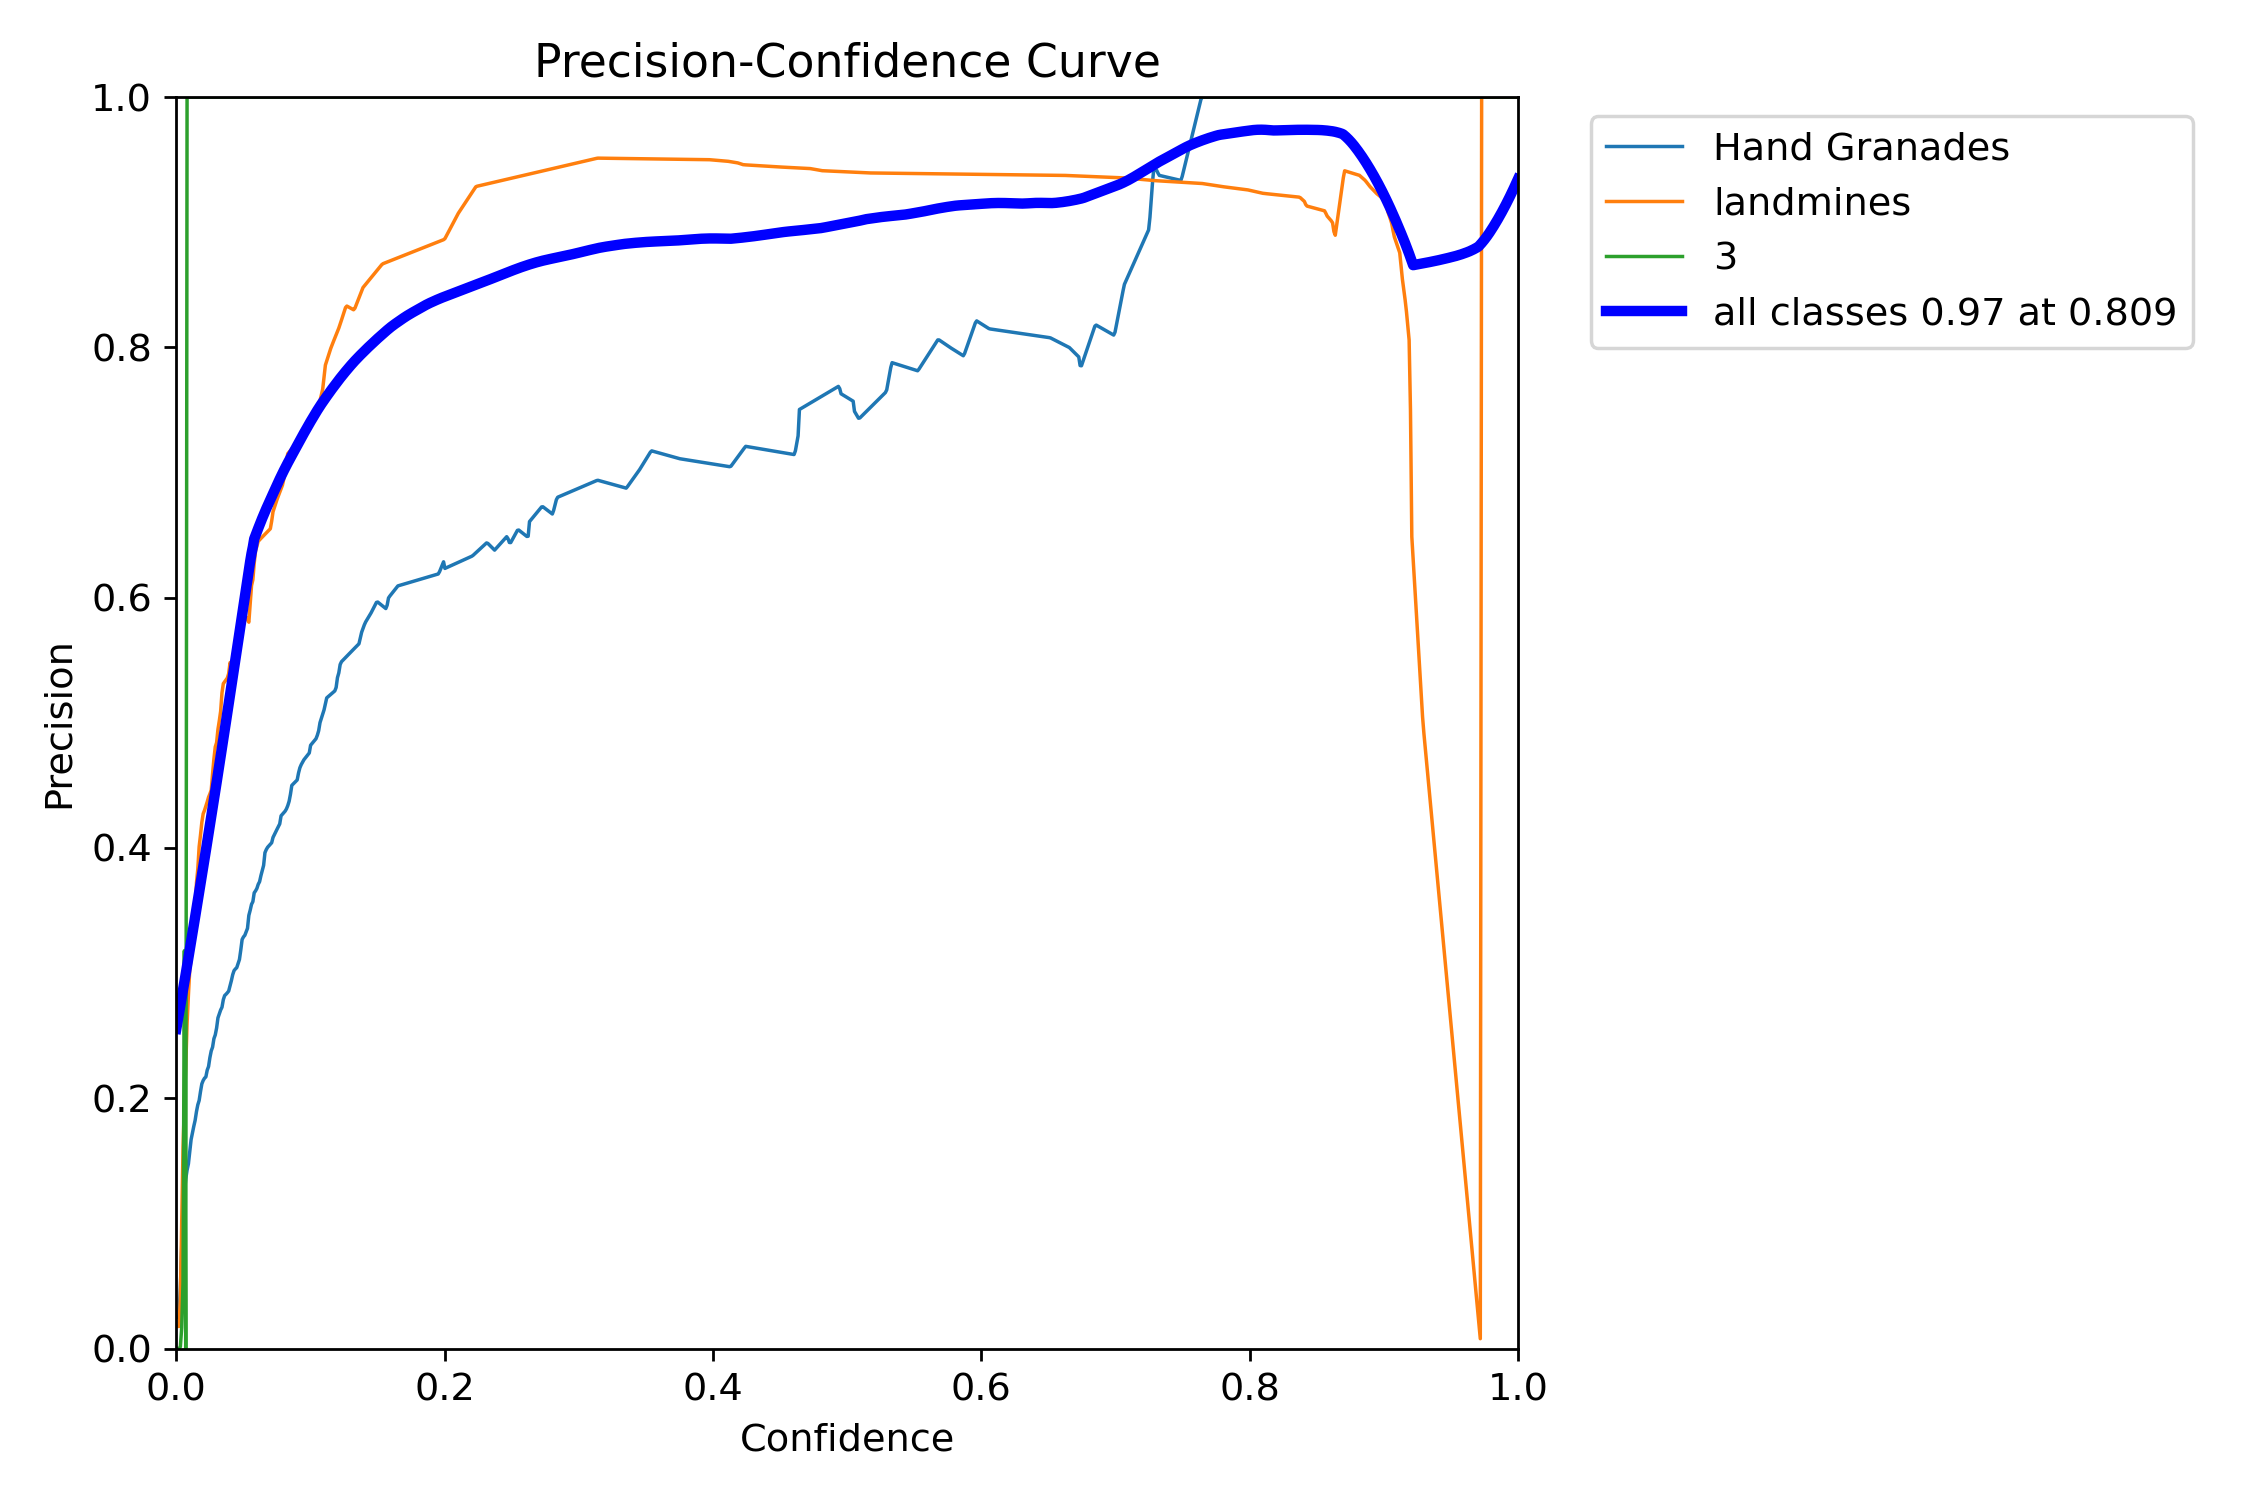 Precision-Confidence Curve
1.0
0.8
0.6
0.4
0.2
0.0
Precision
0.0 0.2 0.4 0.6 0.8 1.0
Confidence
Hand Granades
landmines
3
all classes 0.97 at 0.809